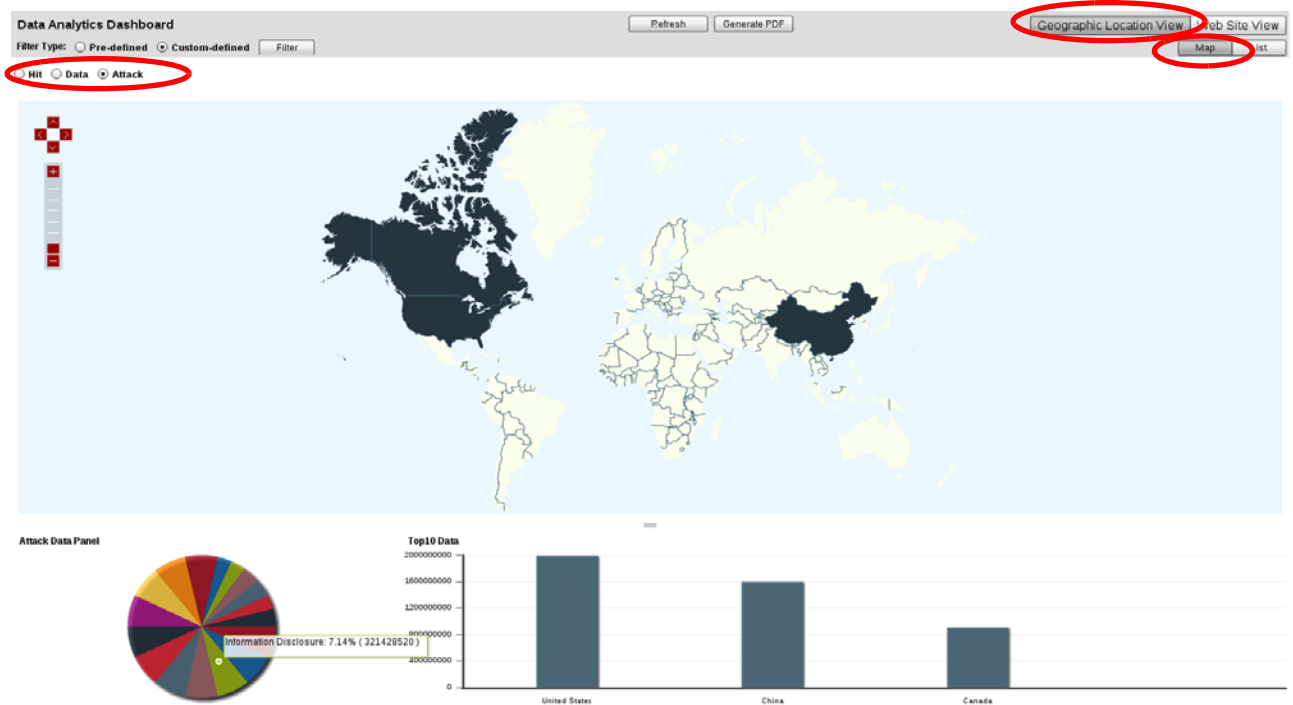 Data Analytics Dashboard
Refresh
Generate PDF
Geographic Location View
Web Site View
Filter Type:
Pre-defined
Custom-defined
Filter
Map
List
Hit
Data
Attack
Attack Data Panel
Information Disclosure: 7.14% ( 321428520 )
Top10 Data
2000000000
1600000000
1200000000
800000000
400000000
0
United States
China
Canada